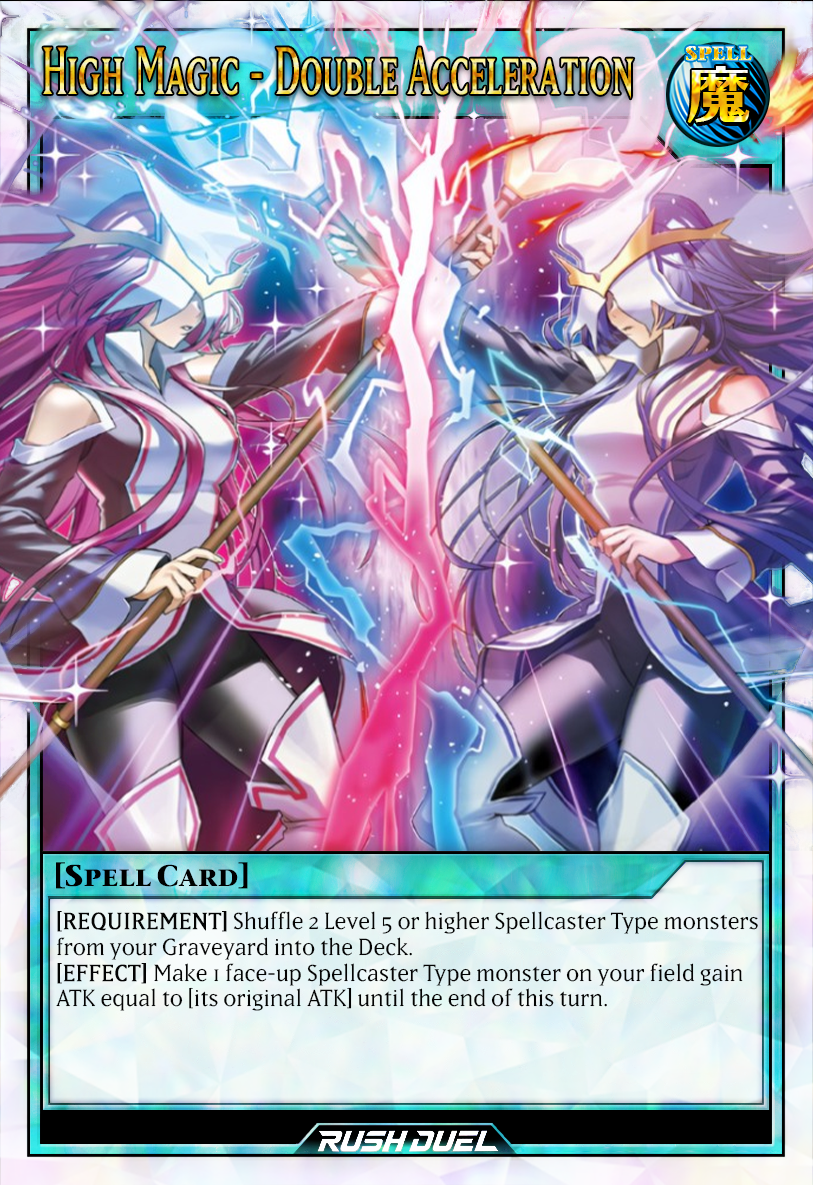 High Magic - Double Acceleration
SPELL
魔
[Spell Card]
[REQUIREMENT] Shuffle 2 Level 5 or higher Spellcaster Type monsters
from your Graveyard into the Deck.
[EFFECT] Make 1 face-up Spellcaster Type monster on your field gain
ATK equal to [its original ATK] until the end of this turn.
RUSH DUEL